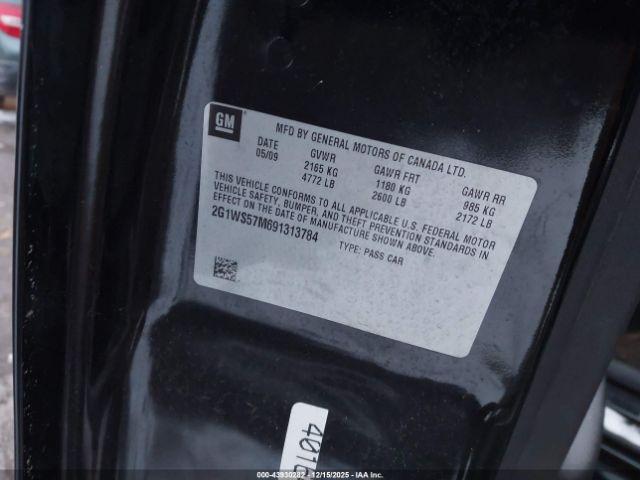 GM
MFD BY GENERAL MOTORS OF CANADA LTD.
DATE GVWR GAWR FRT GAWR RR
05/09 2165 KG 1180 KG 985 KG
4772 LB 2600 LB 2172 LB
THIS VEHICLE CONFORMS TO ALL APPLICABLE U.S. FEDERAL MOTOR
VEHICLE SAFETY, BUMPER, AND THEFT PREVENTION STANDARDS IN
EFFECT ON THE DATE OF MANUFACTURE SHOWN ABOVE.
2G1WS57M691313784 TYPE: PASS CAR
000-43930282 - 12/15/2025 - IAA Inc.